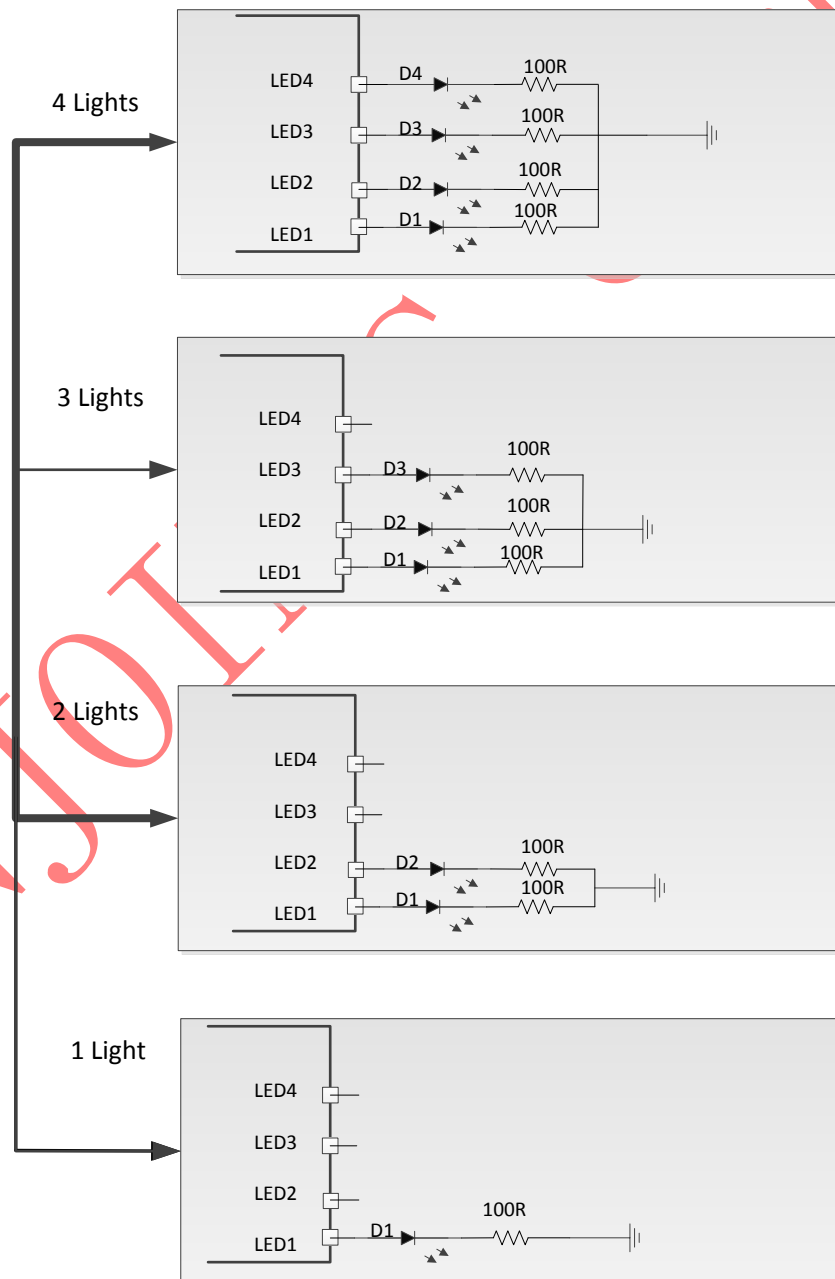 4 Lights
LED4
D4
100R
LED3
D3
100R
LED2
D2
100R
LED1
D1
100R
3 Lights
LED4
LED3
D3
100R
LED2
D2
100R
LED1
D1
100R
2 Lights
LED4
LED3
LED2
D2
100R
LED1
D1
100R
1 Light
LED4
LED3
LED2
LED1
D1
100R